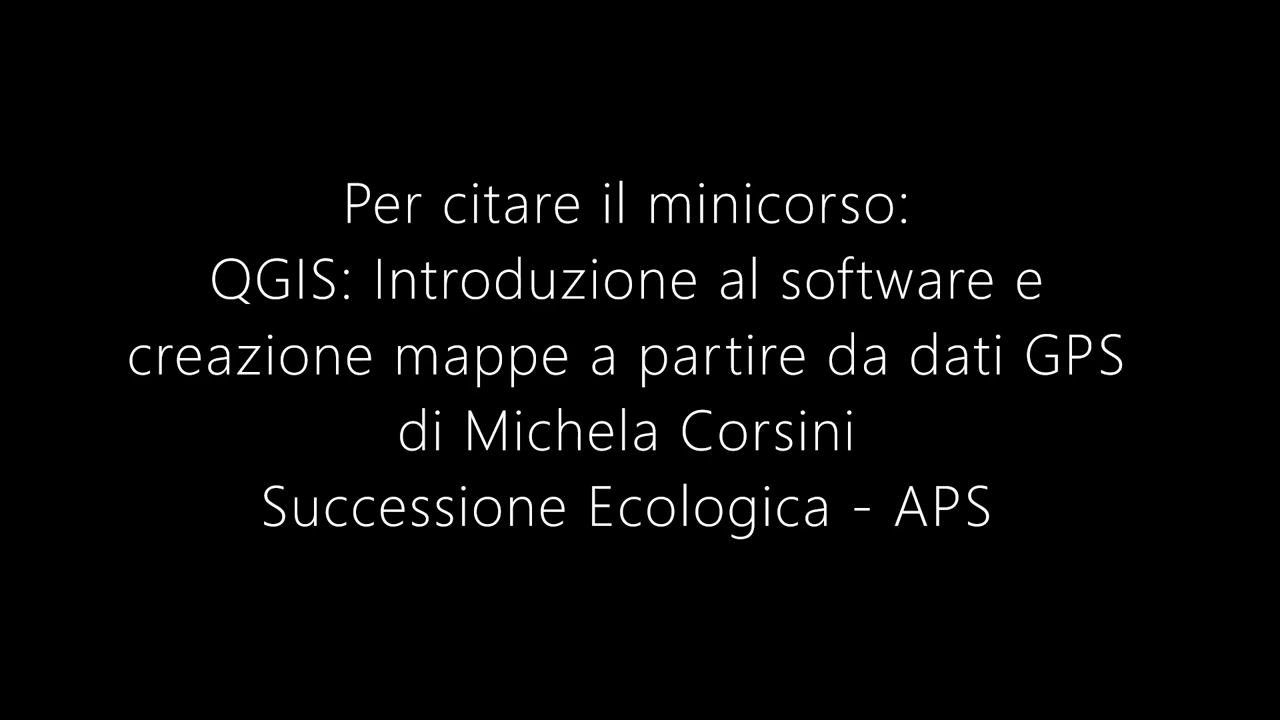 Per citare il minicorso:
QGIS: Introduzione al software e
creazione mappe a partire da dati GPS
di Michela Corsini
Successione Ecologica - APS